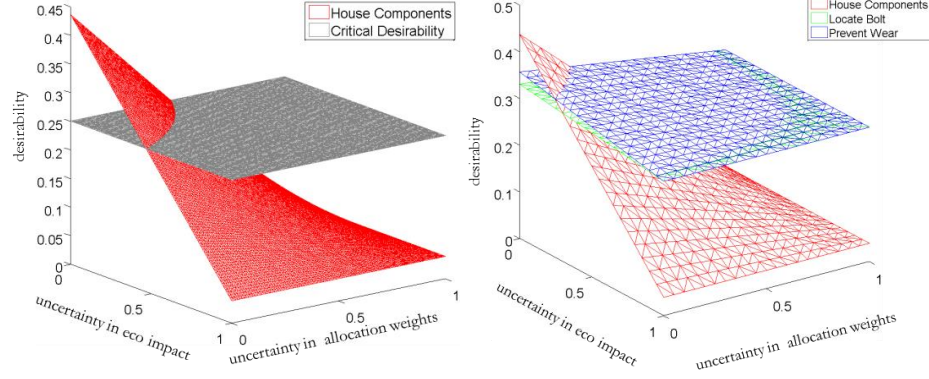 0.45
House Components
Critical Desirability
0.4
0.35
0.3
0.25
0.2
0.15
0.1
0.05
0
desirability
0
0.5
1
uncertainty in eco impact
0
0.5
1
uncertainty in allocation weights
0.5
House Components
Locate Bolt
Prevent Wear
0.4
0.3
0.2
0.1
0
desirability
0
0.5
1
uncertainty in eco impact
0
0.5
1
uncertainty in allocation weights